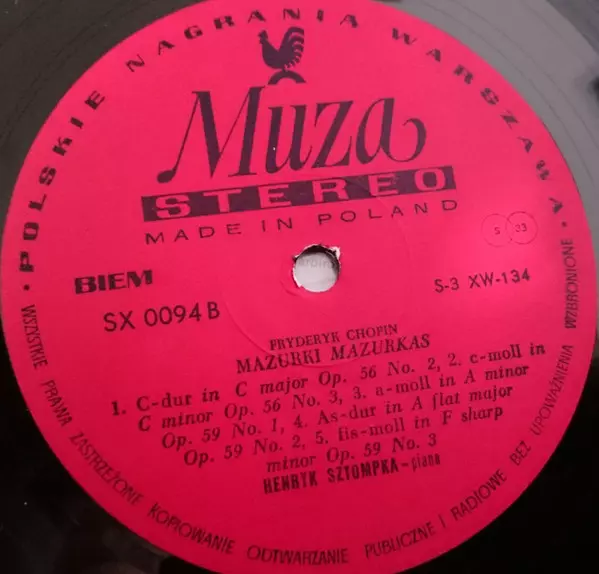 POLSKIE NAGRANIA WARSZAWA
Muza
STEREO
MADE IN POLAND
S 33
BIEM
SX 0094 B
S-3 XW-134
FRYDERYK CHOPIN
MAZURKI MAZURKAS
1. C-dur in C major Op. 56 No. 2, 2. c-moll in
C minor Op. 56 No. 3, 3. a-moll in A minor
Op. 59 No. 1, 4. As-dur in A flat major
Op. 59 No. 2, 5. fis-moll in F sharp
minor Op. 59 No. 3
HENRYK SZTOMPKA - piano
WSZYSTKIE PRAWA ZASTRZEŻONE KOPIOWANIE ODTWARZANIE PUBLICZNE I RADIOWE BEZ UPOWAŻNIENIA WZBRONIONE